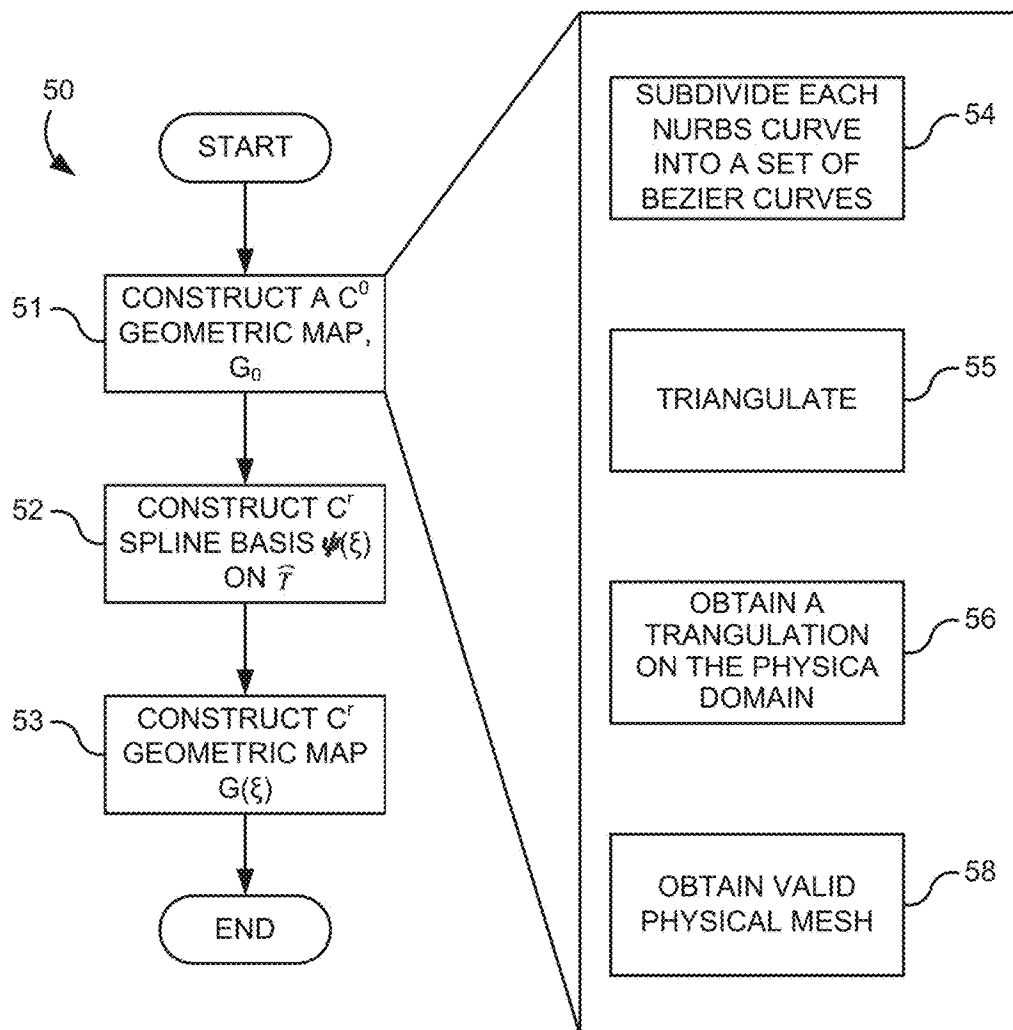 50
START
51
CONSTRUCT A C⁰
GEOMETRIC MAP,
G₀
52
CONSTRUCT Cʳ
SPLINE BASIS ψ(ξ)
ON T̂
53
CONSTRUCT Cʳ
GEOMETRIC MAP
G(ξ)
END
SUBDIVIDE EACH
NURBS CURVE
INTO A SET OF
BEZIER CURVES
54
TRIANGULATE
55
OBTAIN A
TRANGULATION
ON THE PHYSICA
DOMAIN
56
OBTAIN VALID
PHYSICAL MESH
58